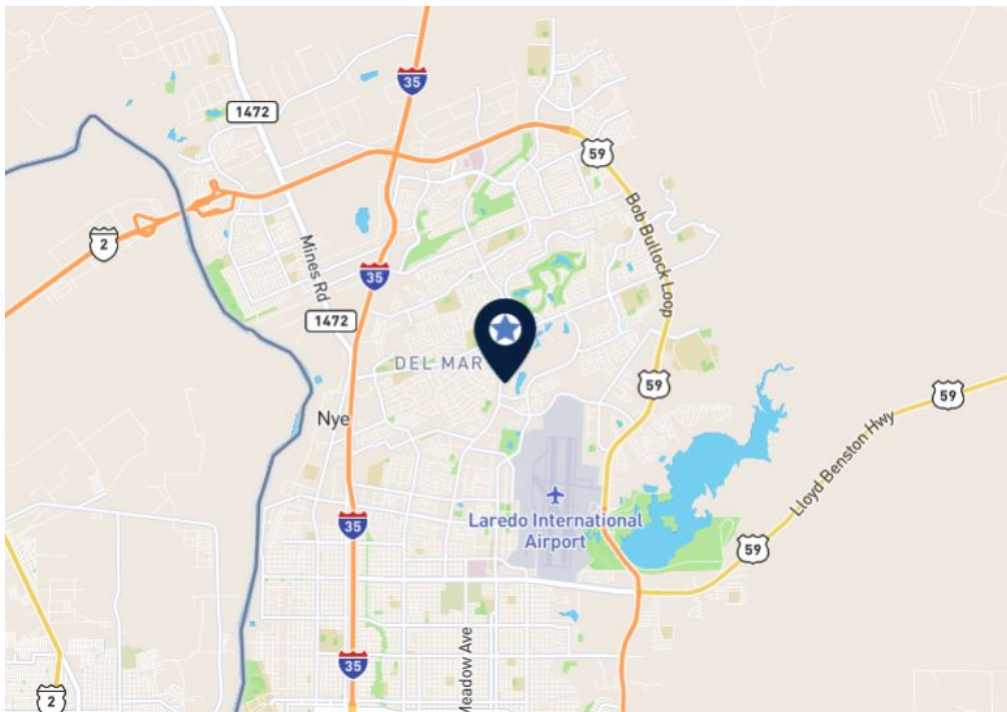 35
1472
59
2
Mines Rd
Bob Bullock Loop
35
1472
DEL MAR
59
59
Nye
Lloyd Benston Hwy
35
Laredo International
Airport
59
35
Meadow Ave
2